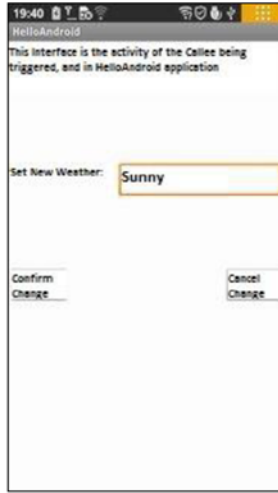 19:40
HelloAndroid
This Interface is the activity of the Callee being
triggered, and in HelloAndroid application
Set New Weather:
Sunny
Confirm
Change
Cancel
Change